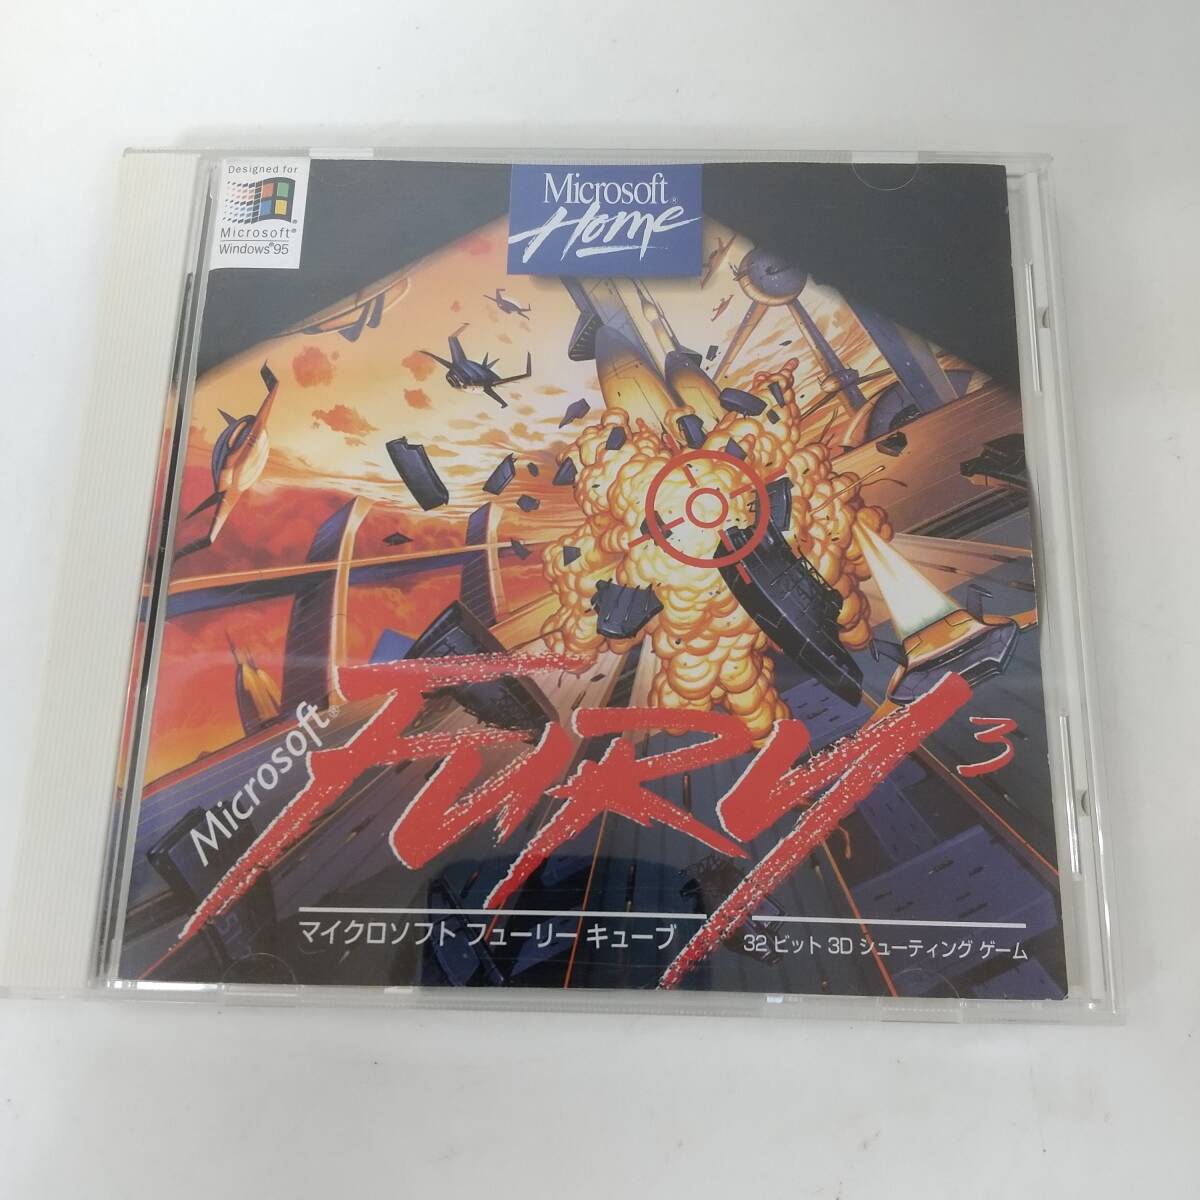 Designed for
Microsoft®
Windows®95
Microsoft®
Home
Microsoft®
FURY3
マイクロソフト フューリー キューブ
32 ビット 3D シューティング ゲーム